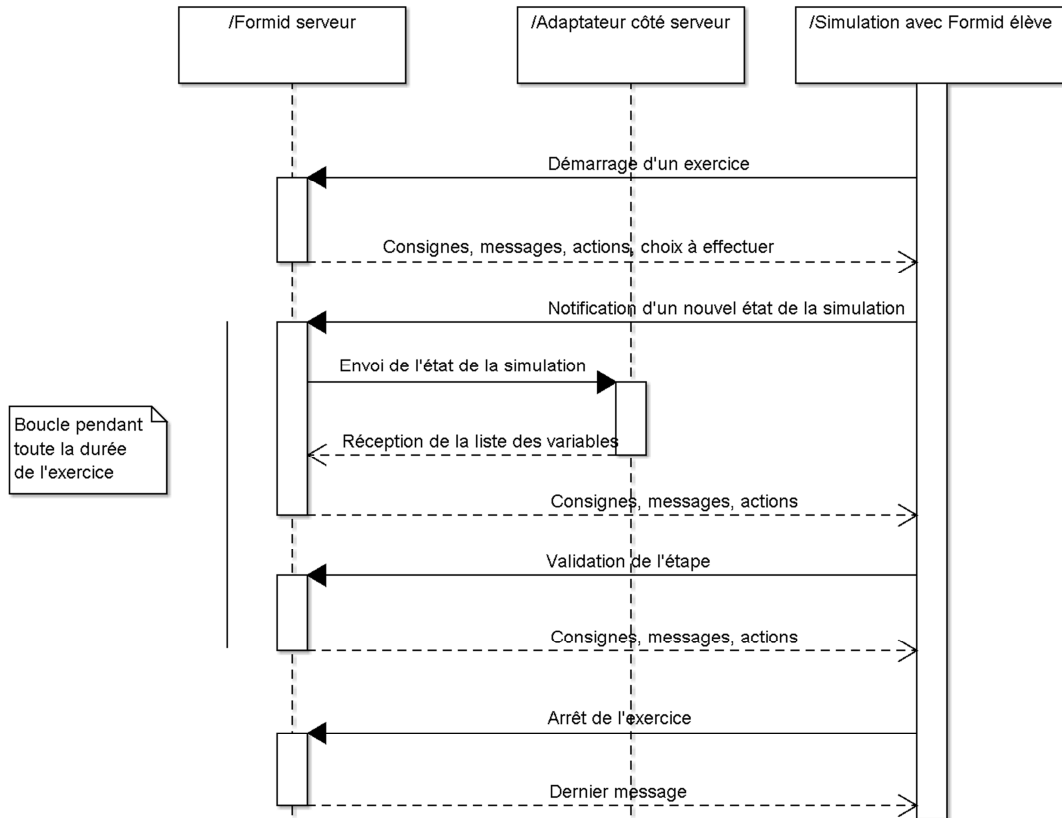 /Formid serveur
/Adaptateur côté serveur
/Simulation avec Formid élève
Démarrage d'un exercice
Consignes, messages, actions, choix à effectuer
Notification d'un nouvel état de la simulation
Envoi de l'état de la simulation
Boucle pendant
toute la durée
de l'exercice
Réception de la liste des variables
Consignes, messages, actions
Validation de l'étape
Consignes, messages, actions
Arrêt de l'exercice
Dernier message